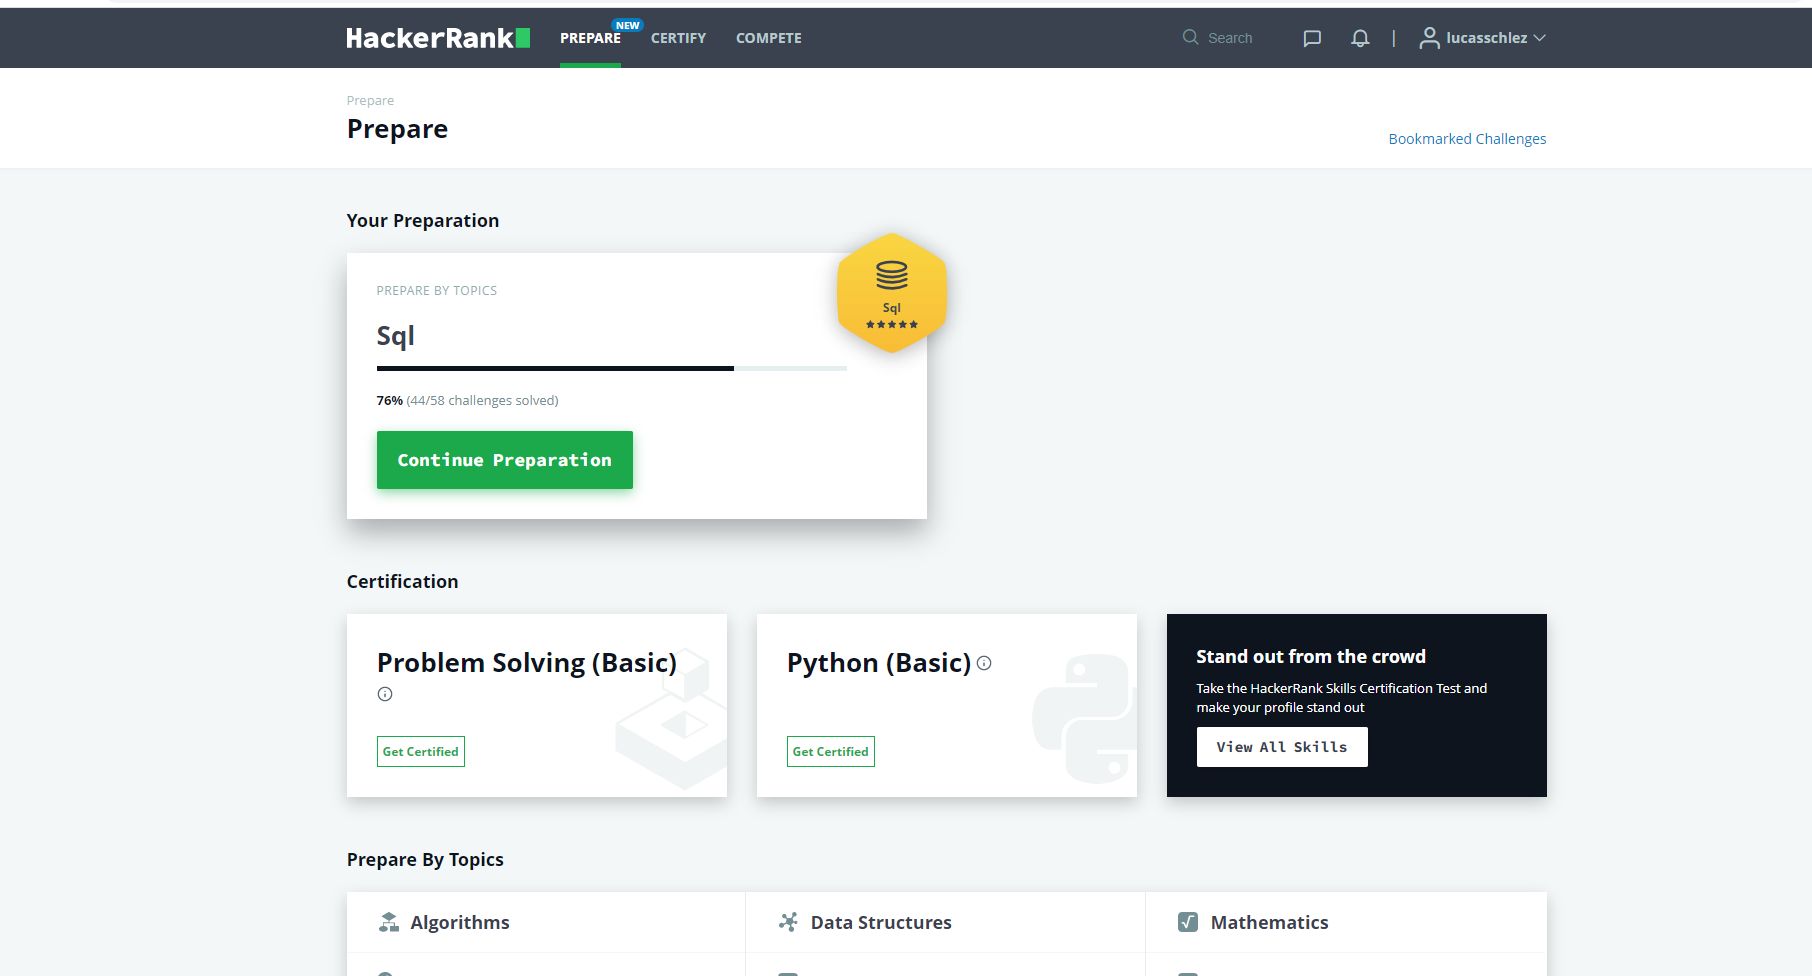 HackerRank
PREPARE
NEW
CERTIFY
COMPETE
Search
|
lucasschlez
Prepare
Prepare
Bookmarked Challenges
Your Preparation
PREPARE BY TOPICS
Sql
Sql
76% (44/58 challenges solved)
Continue Preparation
Certification
Problem Solving (Basic)
Get Certified
Python (Basic)
Get Certified
Stand out from the crowd
Take the HackerRank Skills Certification Test and
make your profile stand out
View All Skills
Prepare By Topics
Algorithms
Data Structures
Mathematics